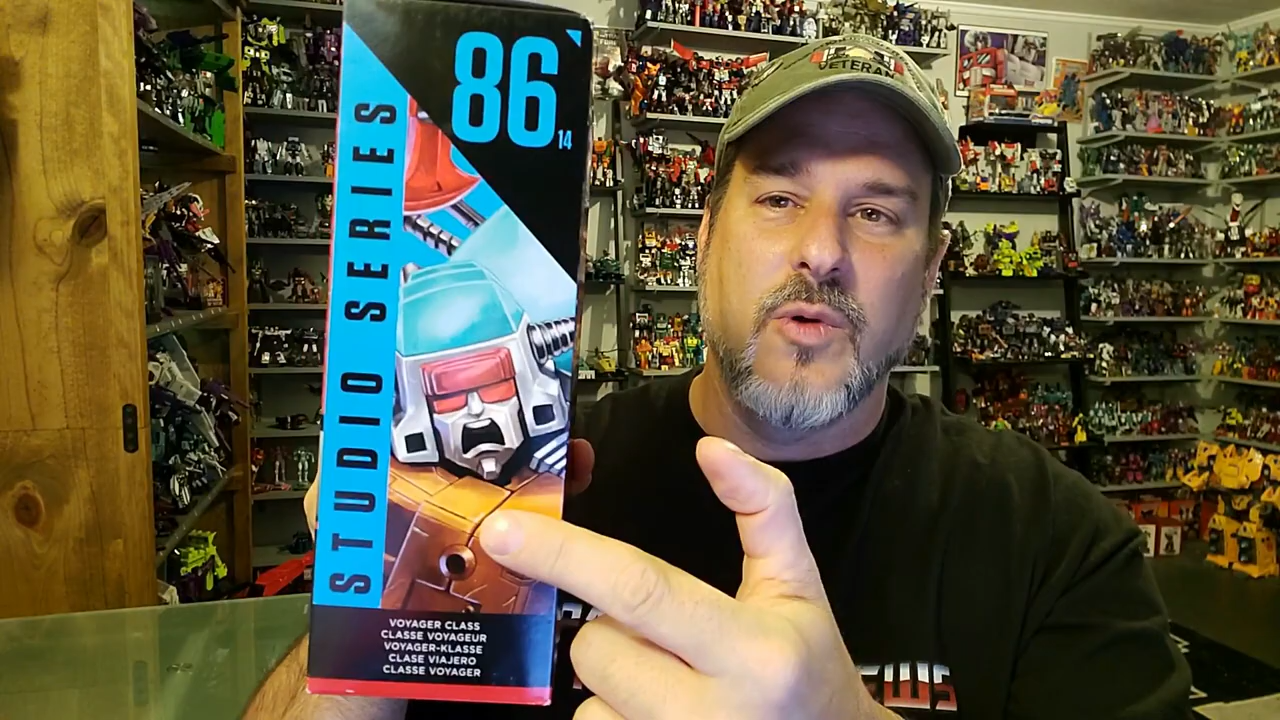 86
14
STUDIO SERIES
VOYAGER CLASS
CLASSE VOYAGEUR
VOYAGER-KLASSE
CLASE VIAJERO
CLASSE VOYAGER
VETERAN